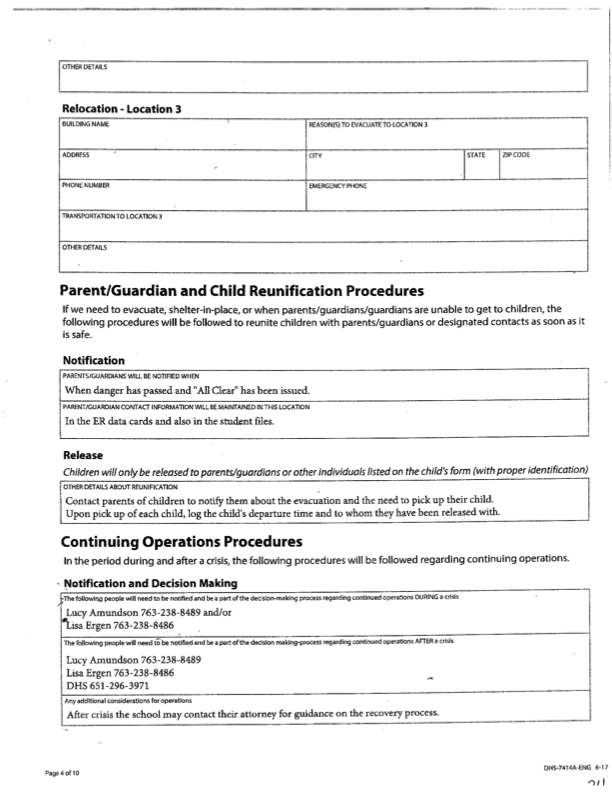 OTHER DETAILS
Relocation - Location 3
BUILDING NAME
REASON(S) TO EVACUATE TO LOCATION 3
ADDRESS
CITY
STATE
ZIP CODE
PHONE NUMBER
EMERGENCY PHONE
TRANSPORTATION TO LOCATION 3
OTHER DETAILS
Parent/Guardian and Child Reunification Procedures
If we need to evacuate, shelter-in-place, or when parents/guardians/guardians are unable to get to children, the
following procedures will be followed to reunite children with parents/guardians or designated contacts as soon as it
is safe.
Notification
PARENTS/GUARDIANS WILL BE NOTIFIED WHEN
When danger has passed and "All Clear" has been issued.
PARENT/GUARDIAN CONTACT INFORMATION WILL BE MAINTAINED IN THIS LOCATION
In the ER data cards and also in the student files.
Release
Children will only be released to parents/guardians or other individuals listed on the child's form (with proper identification)
OTHER DETAILS ABOUT REUNIFICATION
Contact parents of children to notify them about the evacuation and the need to pick up their child.
Upon pick up of each child, log the child's departure time and to whom they have been released with.
Continuing Operations Procedures
In the period during and after a crisis, the following procedures will be followed regarding continuing operations.
Notification and Decision Making
The following people will need to be notified and be a part of the decision-making process regarding continued operations DURING a crisis
Lucy Amundson 763-238-8489 and/or
Lisa Ergen 763-238-8486
The following people will need to be notified and be a part of the decision making-process regarding continued operations AFTER a crisis
Lucy Amundson 763-238-8489
Lisa Ergen 763-238-8486
DHS 651-296-3971
Any additional considerations for operations
After crisis the school may contact their attorney for guidance on the recovery process.
Page 4 of 10
DHS-7414A-ENG 6-17